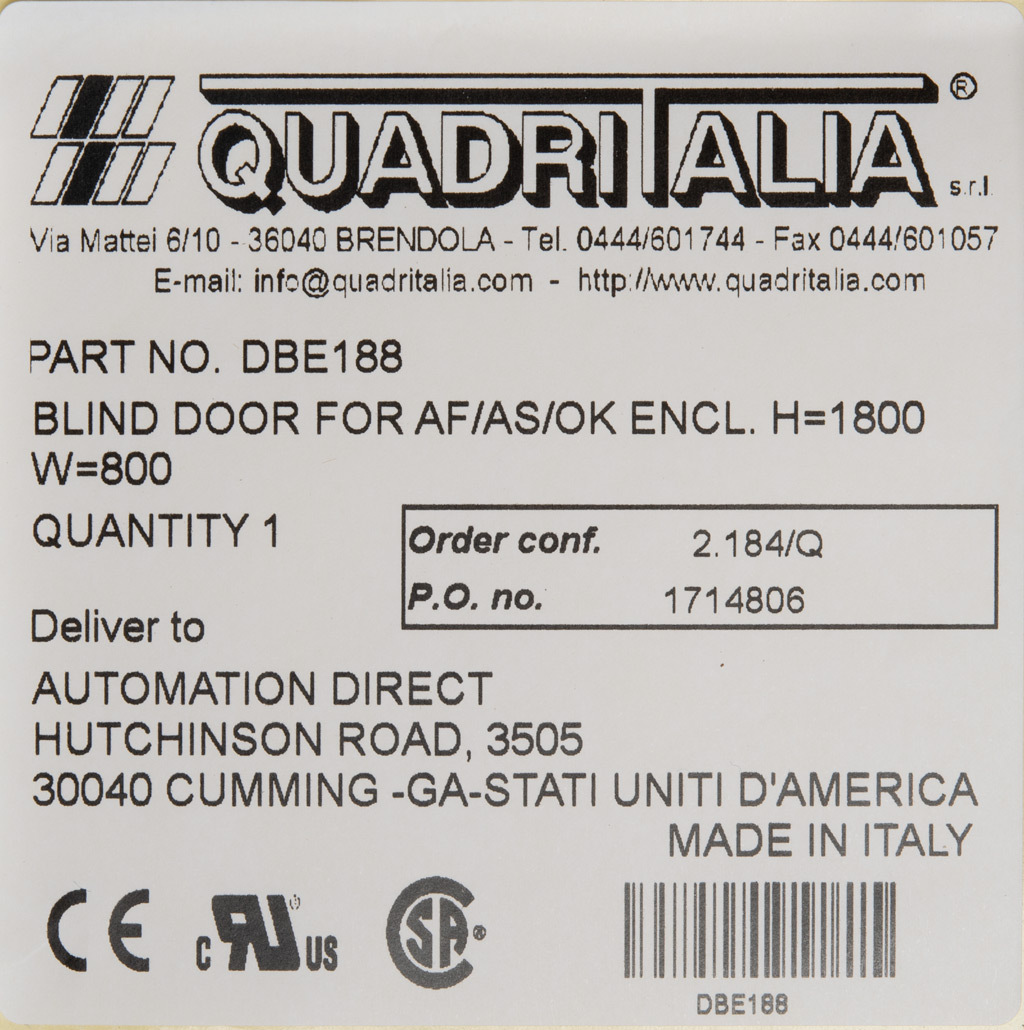 QUADRITALIA® s.r.l.
Via Mattei 6/10 - 36040 BRENDOLA - Tel. 0444/601744 - Fax 0444/601057
E-mail: info@quadritalia.com - http://www.quadritalia.com
PART NO. DBE188
BLIND DOOR FOR AF/AS/OK ENCL. H=1800
W=800
QUANTITY 1
Order conf. 2.184/Q
P.O. no. 1714806
Deliver to
AUTOMATION DIRECT
HUTCHINSON ROAD, 3505
30040 CUMMING -GA-STATI UNITI D'AMERICA
MADE IN ITALY
CE
C UR® US
CSA®
DBE188